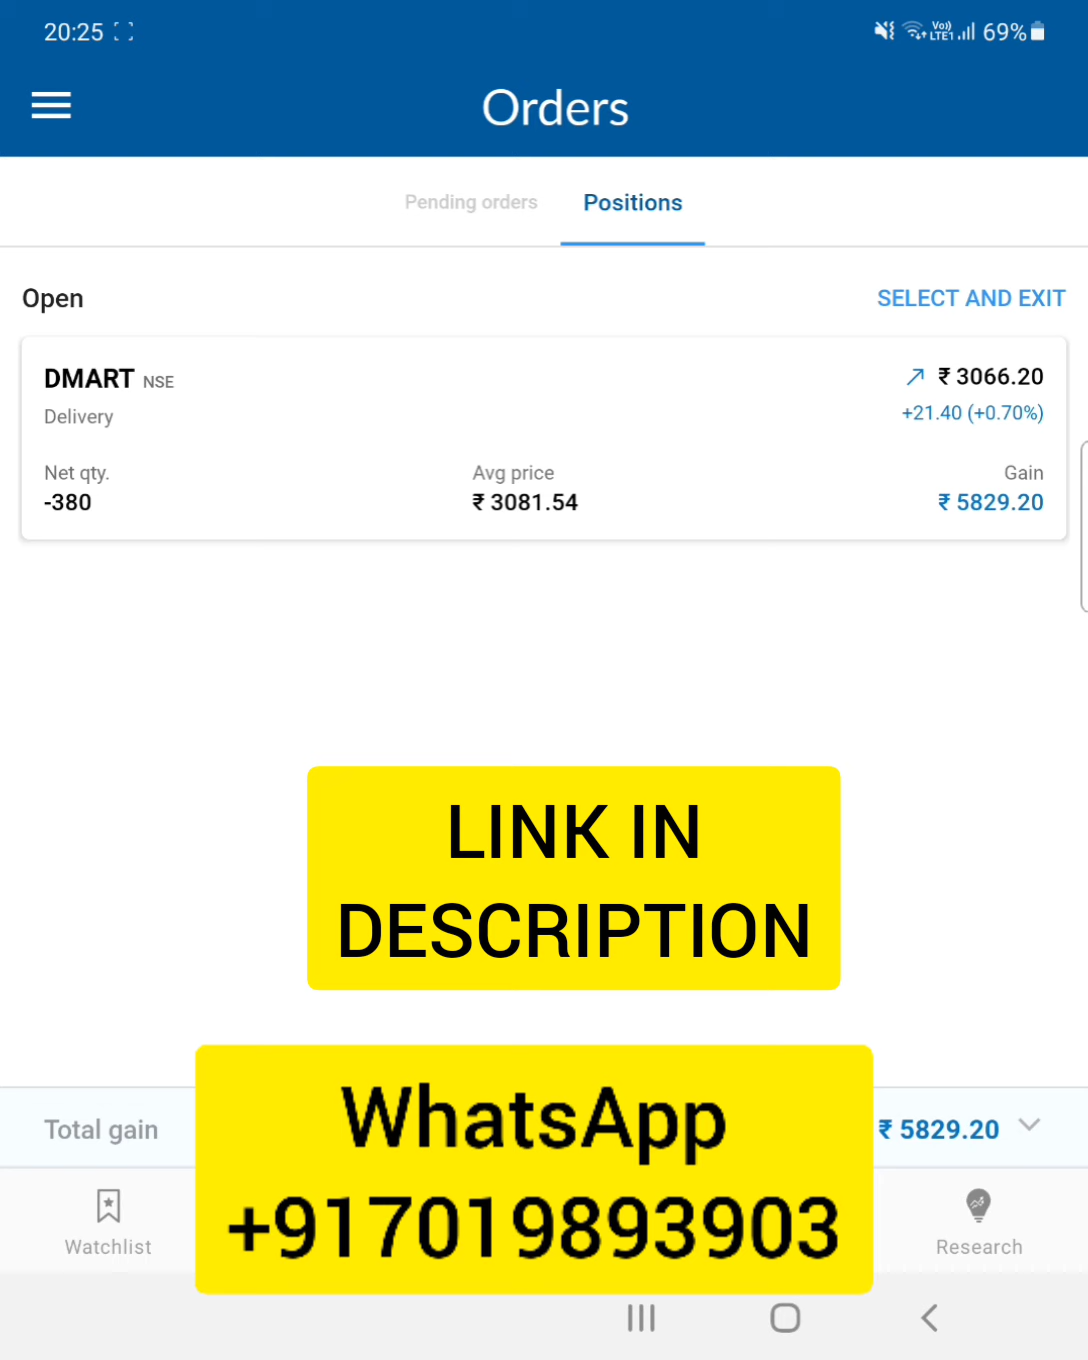 20:25 69%
Orders
Pending orders Positions
Open SELECT AND EXIT
DMART NSE ₹ 3066.20
Delivery +21.40 (+0.70%)
Net qty. Avg price Gain
-380 ₹ 3081.54 ₹ 5829.20
LINK IN
DESCRIPTION
WhatsApp
+917019893903
Total gain ₹ 5829.20
Watchlist Research